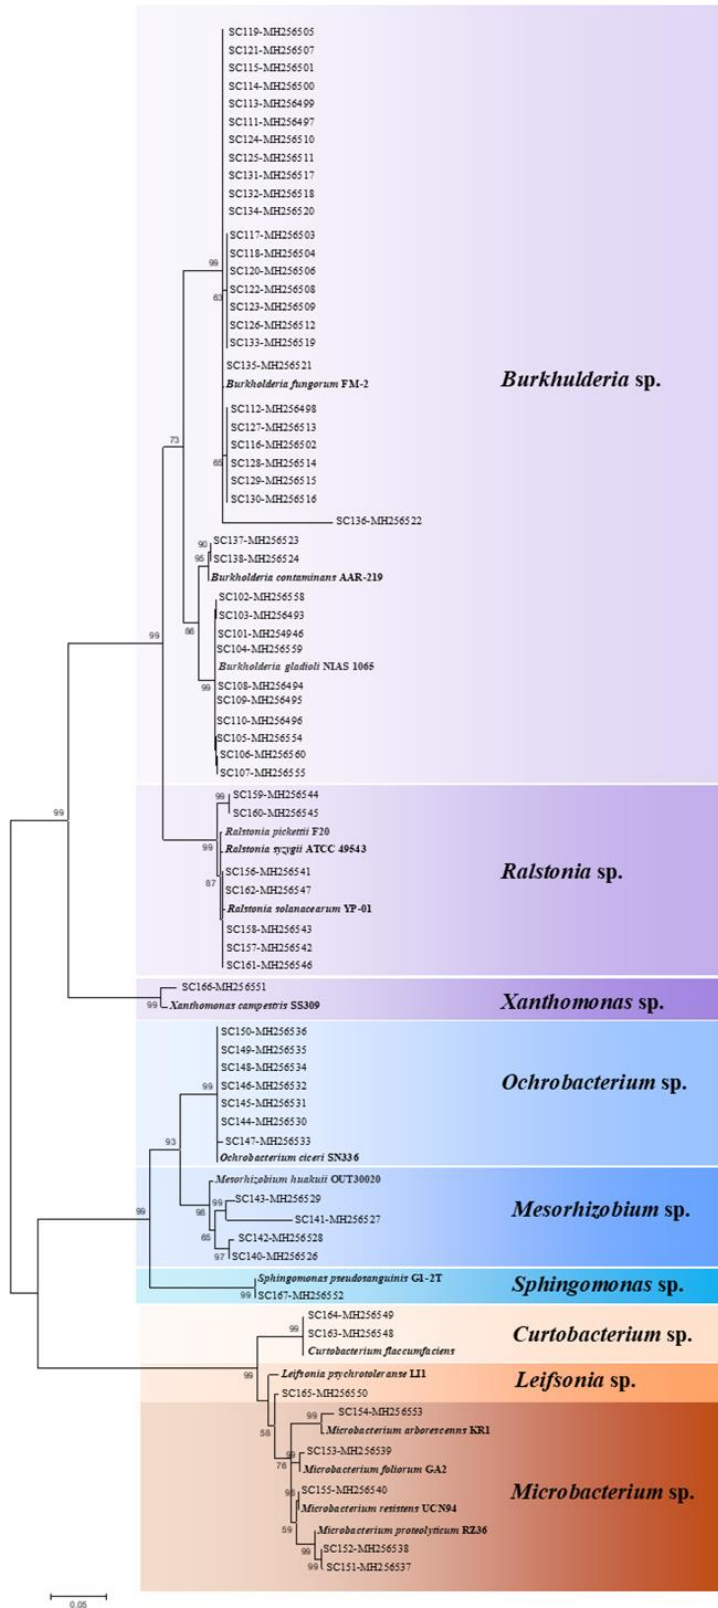 SC119-MH256505
SC121-MH256507
SC115-MH256501
SC114-MH256500
SC113-MH256499
SC111-MH256497
SC124-MH256510
SC125-MH256511
SC131-MH256517
SC132-MH256518
SC134-MH256520
SC117-MH256503
SC118-MH256504
99
SC120-MH256506
SC122-MH256508
63
SC123-MH256509
SC126-MH256512
SC133-MH256519
SC135-MH256521
Burkhulderia sp.
Burkholderia fungorum FM-2
SC112-MH256498
SC127-MH256513
73
SC116-MH256502
65
SC128-MH256514
SC129-MH256515
SC130-MH256516
SC136-MH256522
SC137-MH256523
90
SC138-MH256524
95
Burkholderia contaminans AAR-219
SC102-MH256558
SC103-MH256493
SC101-MH254946
99
86
SC104-MH256559
Burkholderia gladioli NIAS 1065
SC108-MH256494
99
SC109-MH256495
SC110-MH256496
SC105-MH256554
SC106-MH256560
SC107-MH256555
SC159-MH256544
99
SC160-MH256545
99
Ralstonia pickettii F20
99
Ralstonia syzygii ATCC 49543
SC156-MH256541
Ralstonia sp.
87
SC162-MH256547
Ralstonia solanacearum YP-01
SC158-MH256543
SC157-MH256542
SC161-MH256546
SC166-MH256551
99
Xanthomonas campestris SS309
Xanthomonas sp.
SC150-MH256536
SC149-MH256535
SC148-MH256534
99
SC146-MH256532
Ochrobacterium sp.
SC145-MH256531
SC144-MH256530
93
SC147-MH256533
Ochrobacterium ciceri SN336
Mesorhizobium huakuii OUT30020
99
SC143-MH256529
98
99
SC141-MH256527
Mesorhizobium sp.
65
SC142-MH256528
97
SC140-MH256526
Sphingomonas pseudosanguinis G1-2T
99
SC167-MH256552
Sphingomonas sp.
SC164-MH256549
99
SC163-MH256548
Curtobacterium sp.
Curtobacterium flaccumfaciens
99
Leifsonia psychrotoleranse LI1
Leifsonia sp.
SC165-MH256550
SC154-MH256553
99
58
Microbacterium arborescenns KR1
SC153-MH256539
99
76
Microbacterium foliorum GA2
SC155-MH256540
Microbacterium sp.
Microbacterium resistens UCN94
59
Microbacterium proteolyticum RZ36
99
SC152-MH256538
99
SC151-MH256537
0.05